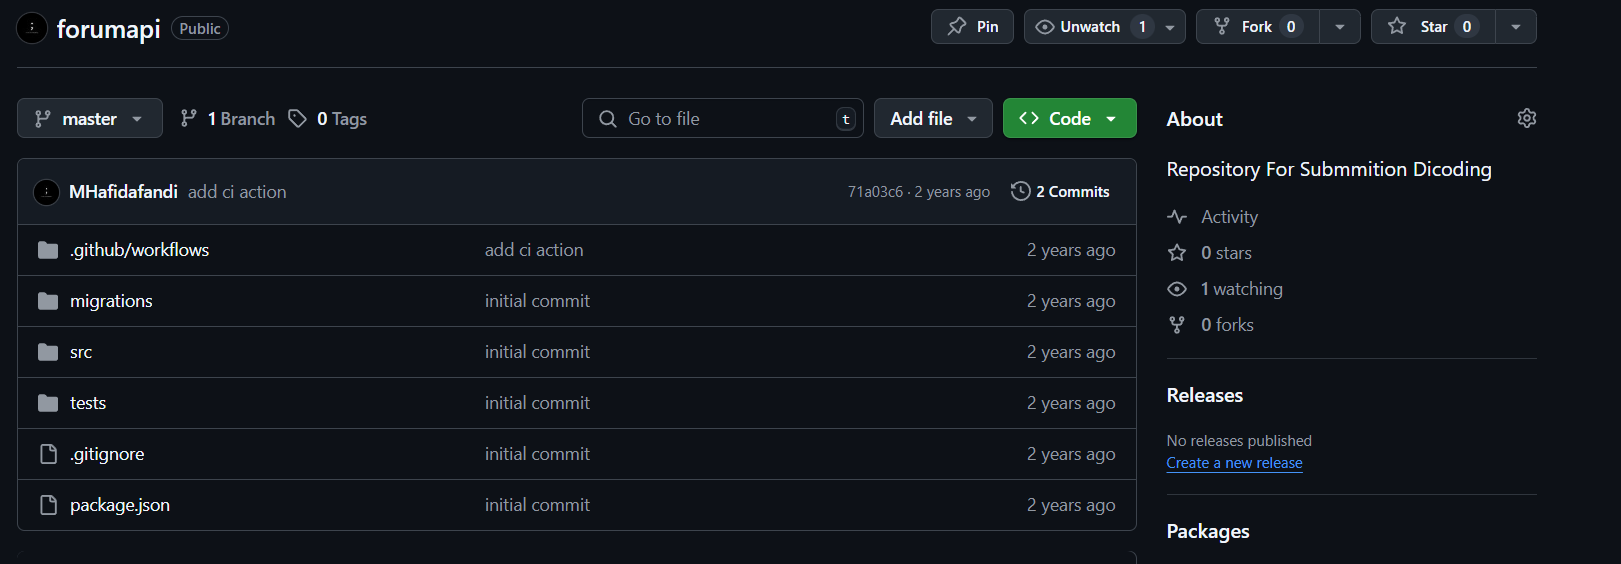 forumapi Public Pin Unwatch 1 Fork 0 Star 0
master 1 Branch 0 Tags Go to file t Add file Code
MHafidafandi add ci action 71a03c6 · 2 years ago 2 Commits
.github/workflows add ci action 2 years ago
migrations initial commit 2 years ago
src initial commit 2 years ago
tests initial commit 2 years ago
.gitignore initial commit 2 years ago
package.json initial commit 2 years ago
About
Repository For Submmition Dicoding
Activity
0 stars
1 watching
0 forks
Releases
No releases published
Create a new release
Packages